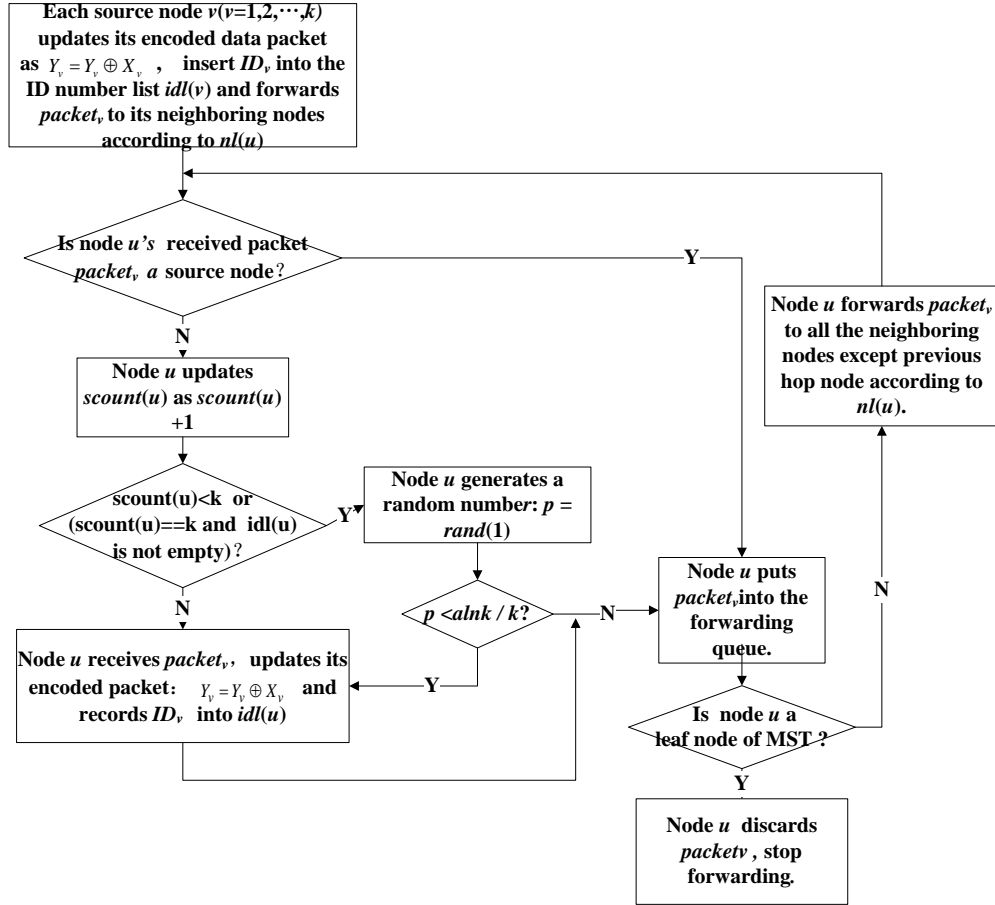 Each source node v(v=1,2,⋯,k)
updates its encoded data packet
as Y_v = Y_v ⊕ X_v , insert ID_v into the
ID number list idl(v) and forwards
packet_v to its neighboring nodes
according to nl(u)
Is node u's received packet
packet_v a source node?
Y
N
Node u forwards packet_v
to all the neighboring
nodes except previous
hop node according to
nl(u).
Node u updates
scount(u) as scount(u)
+1
scount(u)<k or
(scount(u)==k and idl(u)
is not empty)?
Y
Node u generates a
random number: p =
rand(1)
N
p <alnk / k?
N
Y
Node u puts
packet_v into the
forwarding
queue.
N
Node u receives packet_v, updates its
encoded packet: Y_v = Y_v ⊕ X_v and
records ID_v into idl(u)
Is node u a
leaf node of MST ?
Y
Node u discards
packetv , stop
forwarding.